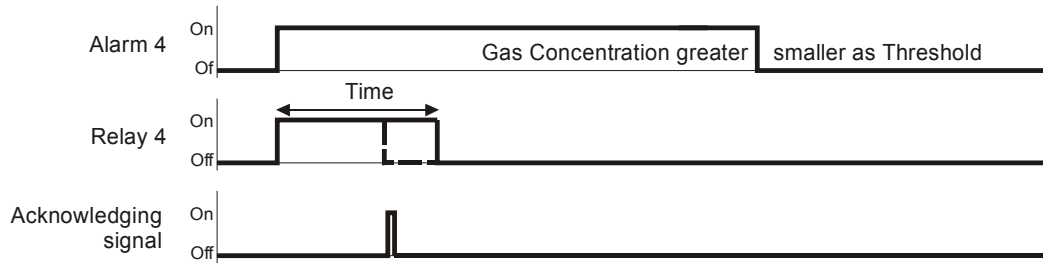 On
Alarm 4
Gas Concentration greater smaller as Threshold
Of
Time
On
Relay 4
Off
Acknowledging
On
signal
Off